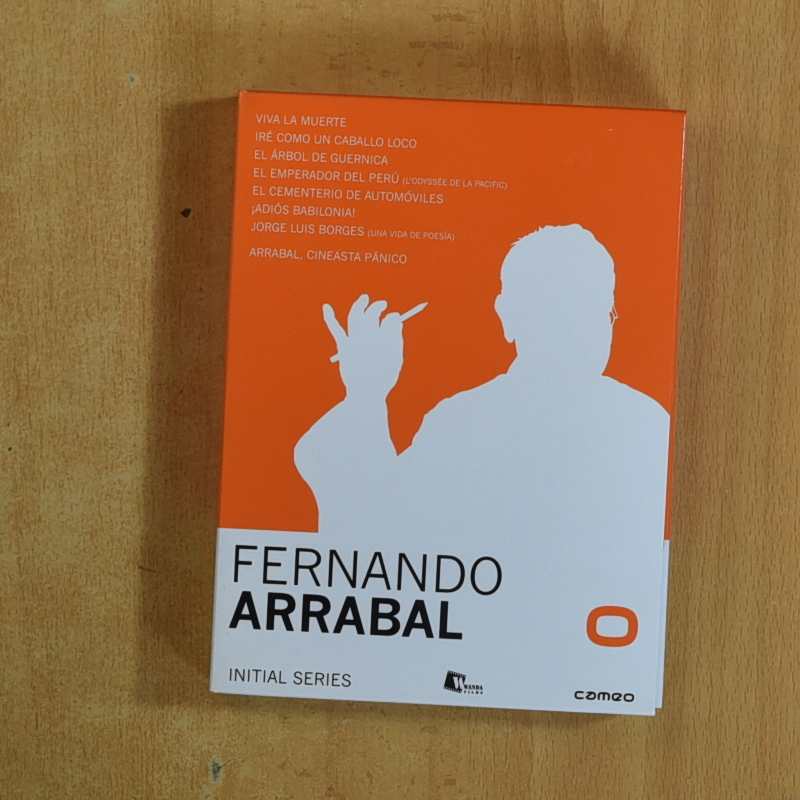 VIVA LA MUERTE
IRÉ COMO UN CABALLO LOCO
EL ÁRBOL DE GUERNICA
EL EMPERADOR DEL PERÚ (L'ODYSSÉE DE LA PACIFIC)
EL CEMENTERIO DE AUTOMÓVILES
¡ADIÓS BABILONIA!
JORGE LUIS BORGES (UNA VIDA DE POESÍA)
ARRABAL, CINEASTA PÁNICO
FERNANDO
ARRABAL
INITIAL SERIES
WANDA
FILMS
cameo